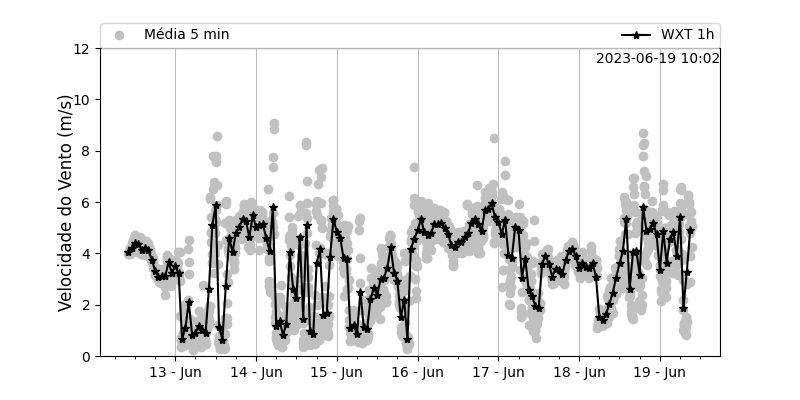 Média 5 min
WXT 1h
2023-06-19 10:02
Velocidade do Vento (m/s)
12
10
8
6
4
2
0
13 - Jun
14 - Jun
15 - Jun
16 - Jun
17 - Jun
18 - Jun
19 - Jun